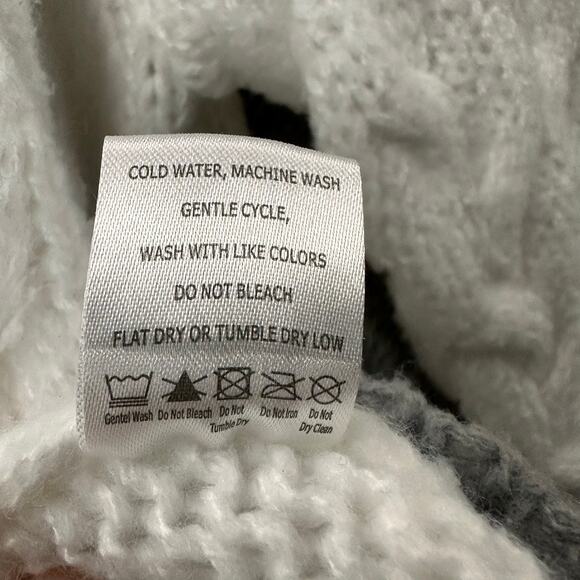 COLD WATER, MACHINE WASH
GENTLE CYCLE,
WASH WITH LIKE COLORS
DO NOT BLEACH
FLAT DRY OR TUMBLE DRY LOW
Gentel Wash Do Not Bleach Do Not Tumble Dry Do Not Iron Do Not Dry Clean